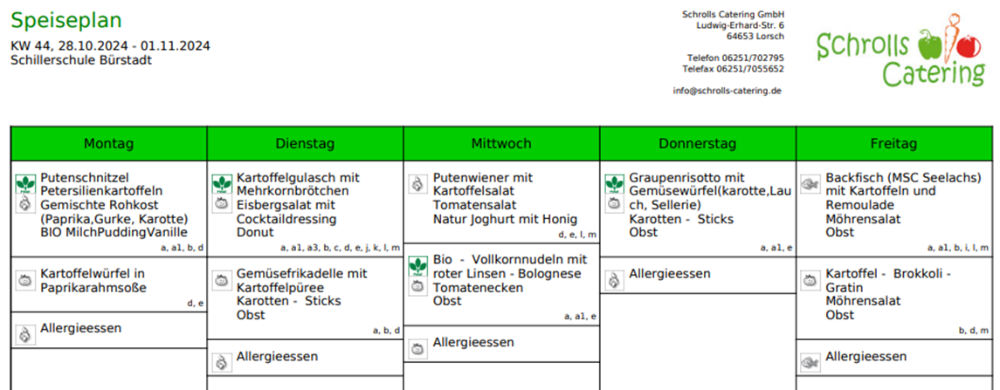 Speiseplan
KW 44, 28.10.2024 - 01.11.2024
Schillerschule Bürstadt
Schrolls Catering GmbH
Ludwig-Erhard-Str. 6
64653 Lorsch
Telefon 06251/702795
Telefax 06251/7055652
info@schrolls-catering.de
Schrolls
Catering
Montag
Putenschnitzel
Petersilienkartoffeln
Gemischte Rohkost
(Paprika,Gurke, Karotte)
BIO MilchPuddingVanille
a, a1, b, d
Kartoffelwürfel in
Paprikarahmsoße
d, e
Allergieessen
Dienstag
Kartoffelgulasch mit
Mehrkornbrötchen
Eisbergsalat mit
Cocktaildressing
Donut
a, a1, a3, b, c, d, e, j, k, l, m
Gemüsefrikadelle mit
Kartoffelpüree
Karotten - Sticks
Obst
a, b, d
Allergieessen
Mittwoch
Putenwiener mit
Kartoffelsalat
Tomatensalat
Natur Joghurt mit Honig
d, e, l, m
Bio - Vollkornnudeln mit
roter Linsen - Bolognese
Tomatenecken
Obst
a, a1, e
Allergieessen
Donnerstag
Graupenrisotto mit
Gemüsewürfel(karotte,Lau
ch, Sellerie)
Karotten - Sticks
Obst
a, a1, e
Allergieessen
Freitag
Backfisch (MSC Seelachs)
mit Kartoffeln und
Remoulade
Möhrensalat
Obst
a, a1, b, i, l, m
Kartoffel - Brokkoli -
Gratin
Möhrensalat
Obst
b, d, m
Allergieessen